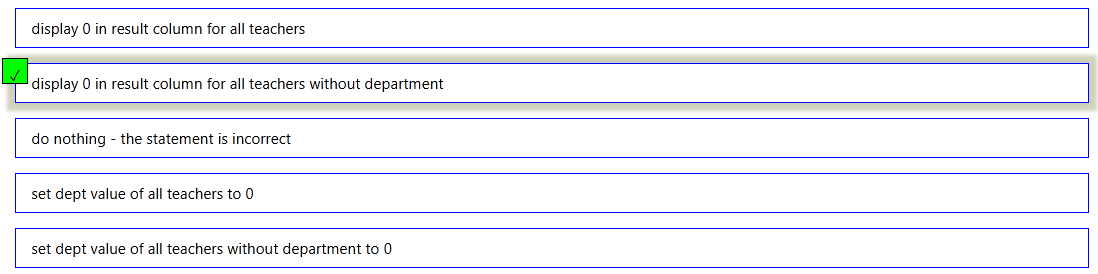 display 0 in result column for all teachers
✓
display 0 in result column for all teachers without department
do nothing - the statement is incorrect
set dept value of all teachers to 0
set dept value of all teachers without department to 0